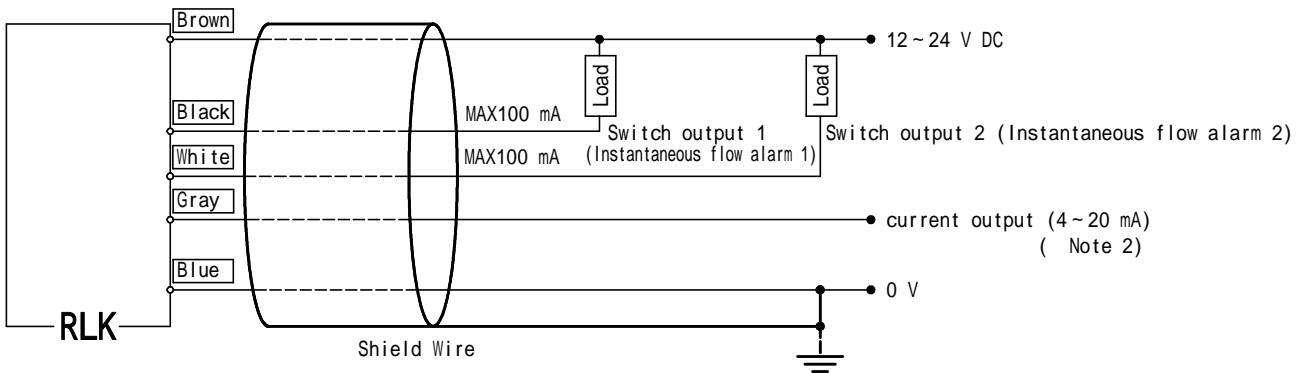 Brown
12~24 V DC
Load
Load
Black
MAX100 mA
Switch output 1
(Instantaneous flow alarm 1)
Switch output 2 (Instantaneous flow alarm 2)
White
MAX100 mA
Gray
current output (4~20 mA)
( Note 2)
Blue
0 V
RLK
Shield Wire